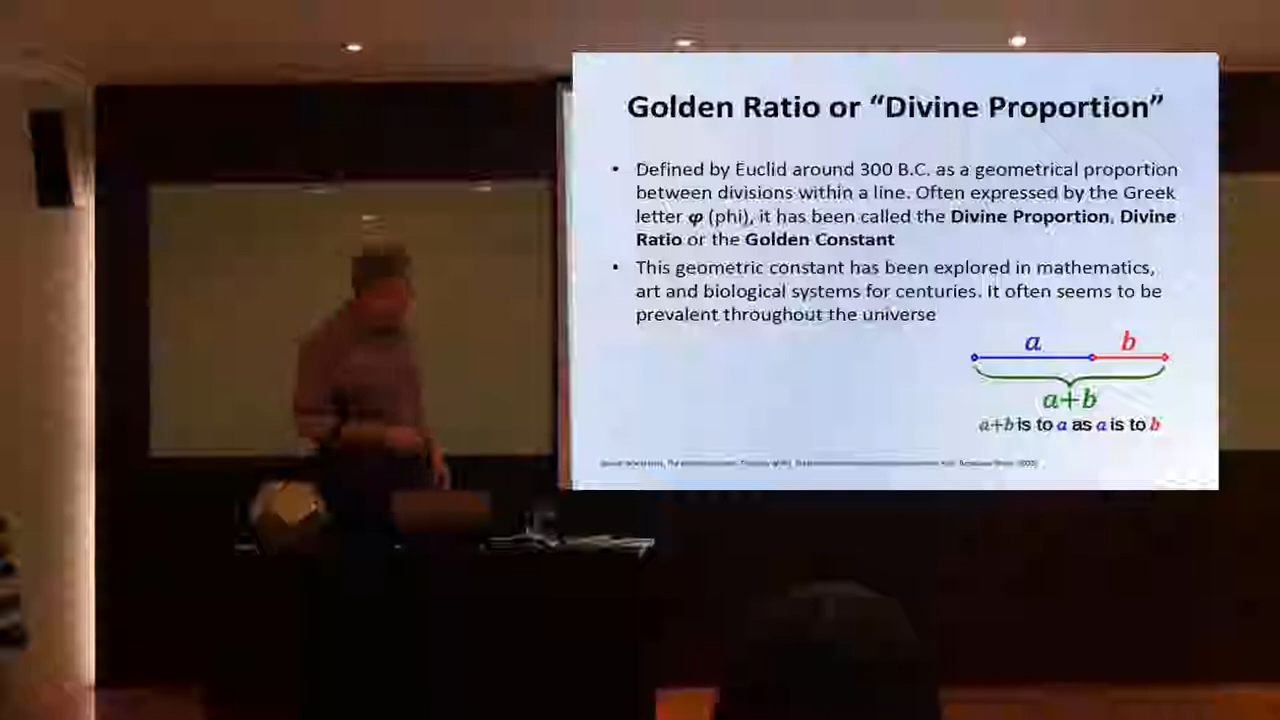 Golden Ratio or “Divine Proportion”
• Defined by Euclid around 300 B.C. as a geometrical proportion
between divisions within a line. Often expressed by the Greek
letter φ (phi), it has been called the Divine Proportion, Divine
Ratio or the Golden Constant
• This geometric constant has been explored in mathematics,
art and biological systems for centuries. It often seems to be
prevalent throughout the universe
a b
a+b
a+b is to a as a is to b